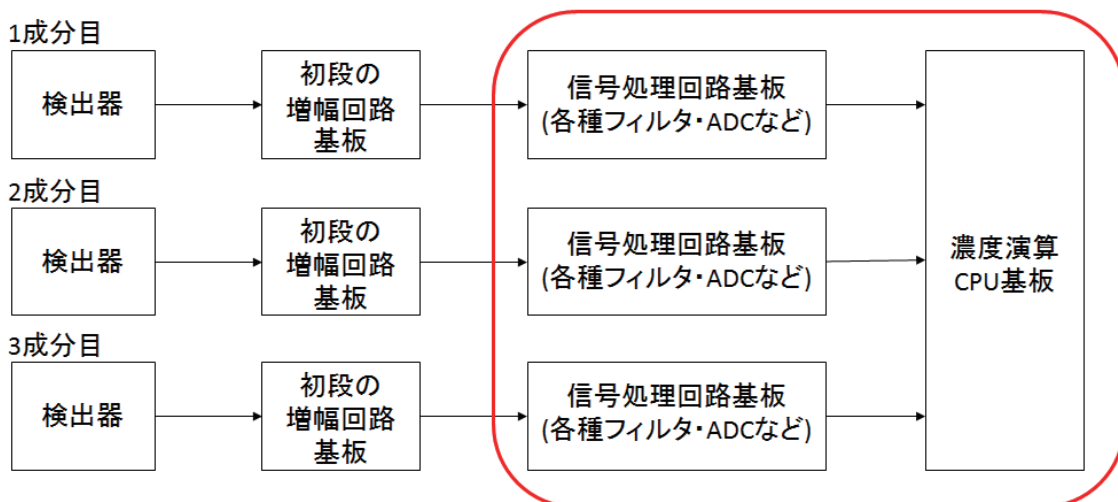 1成分目
検出器
初段の
増幅回路
基板
信号処理回路基板
(各種フィルタ・ADCなど)
2成分目
検出器
初段の
増幅回路
基板
信号処理回路基板
(各種フィルタ・ADCなど)
濃度演算
CPU基板
3成分目
検出器
初段の
増幅回路
基板
信号処理回路基板
(各種フィルタ・ADCなど)